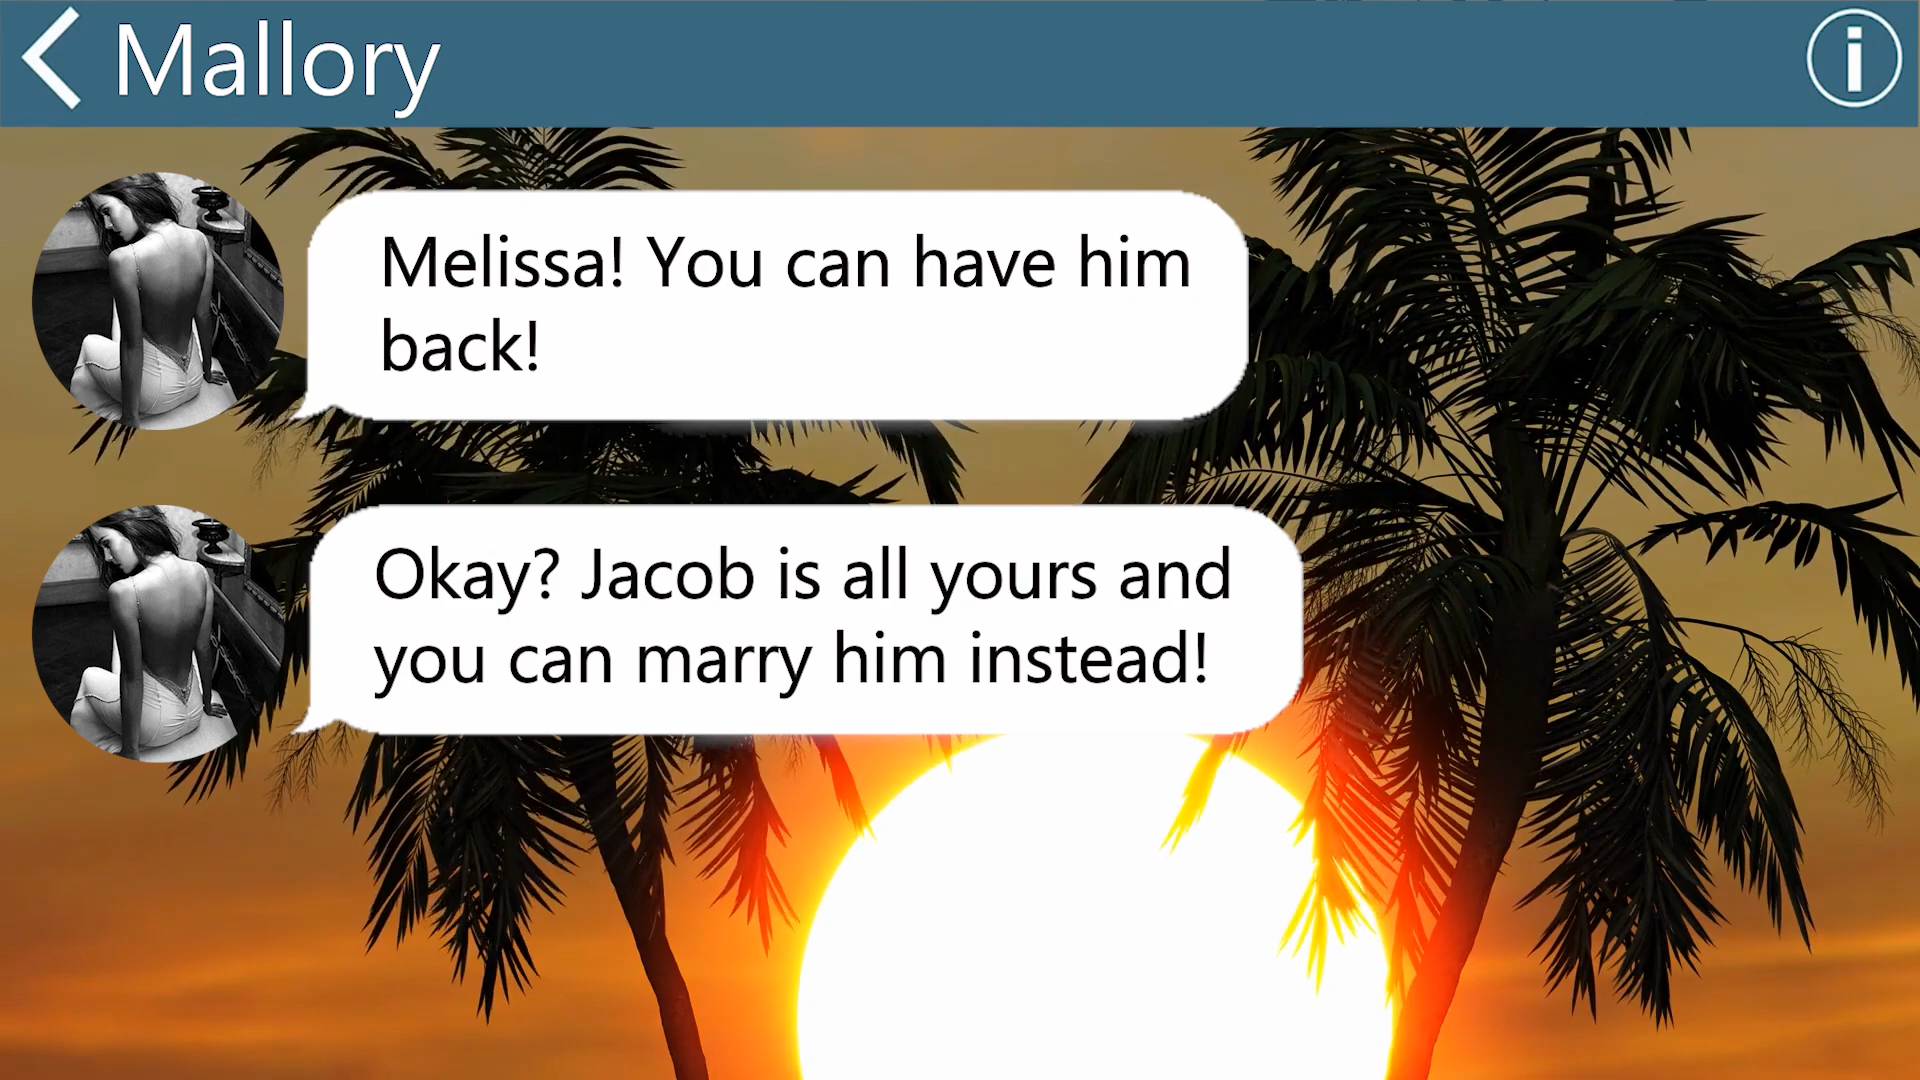 Mallory
Melissa! You can have him
back!
Okay? Jacob is all yours and
you can marry him instead!